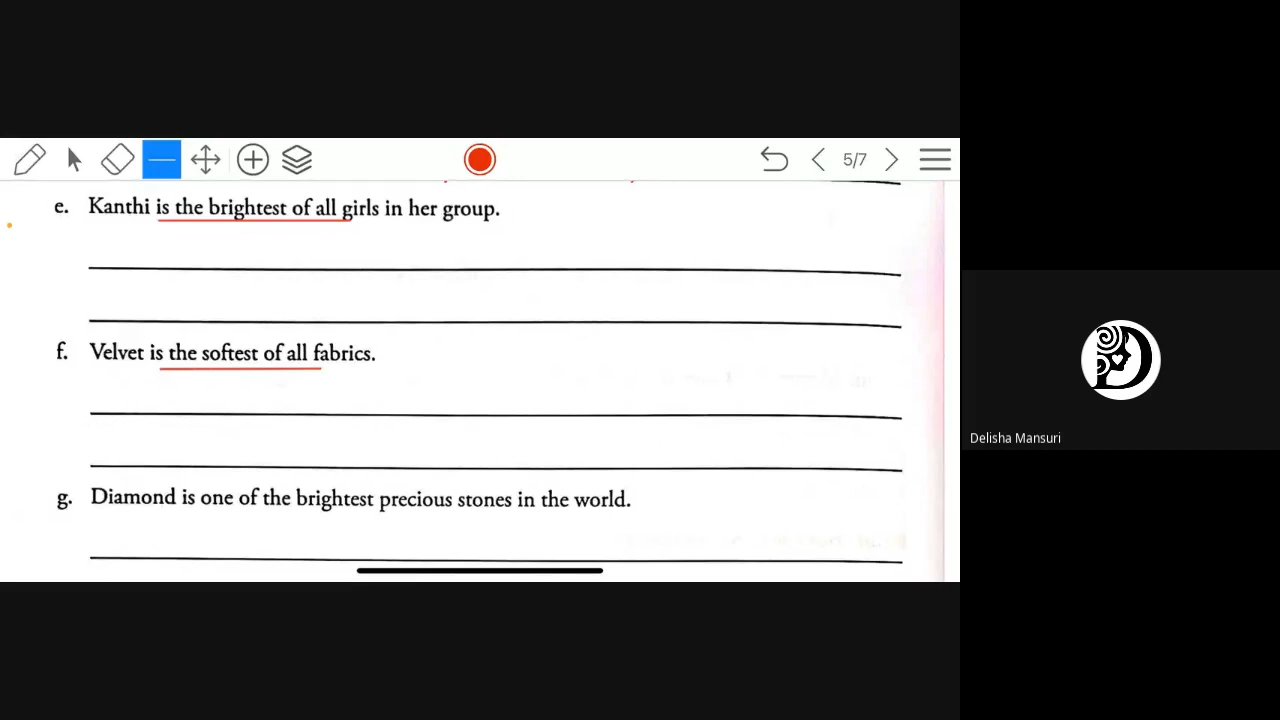 5/7
e. Kanthi is the brightest of all girls in her group.
f. Velvet is the softest of all fabrics.
Delisha Mansuri
g. Diamond is one of the brightest precious stones in the world.